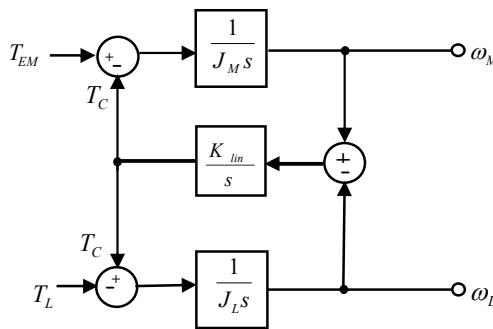 T_EM
+
-
1
J_M s
ω_M
T_C
K_lin
s
+
-
T_C
T_L
+
-
1
J_L s
ω_L